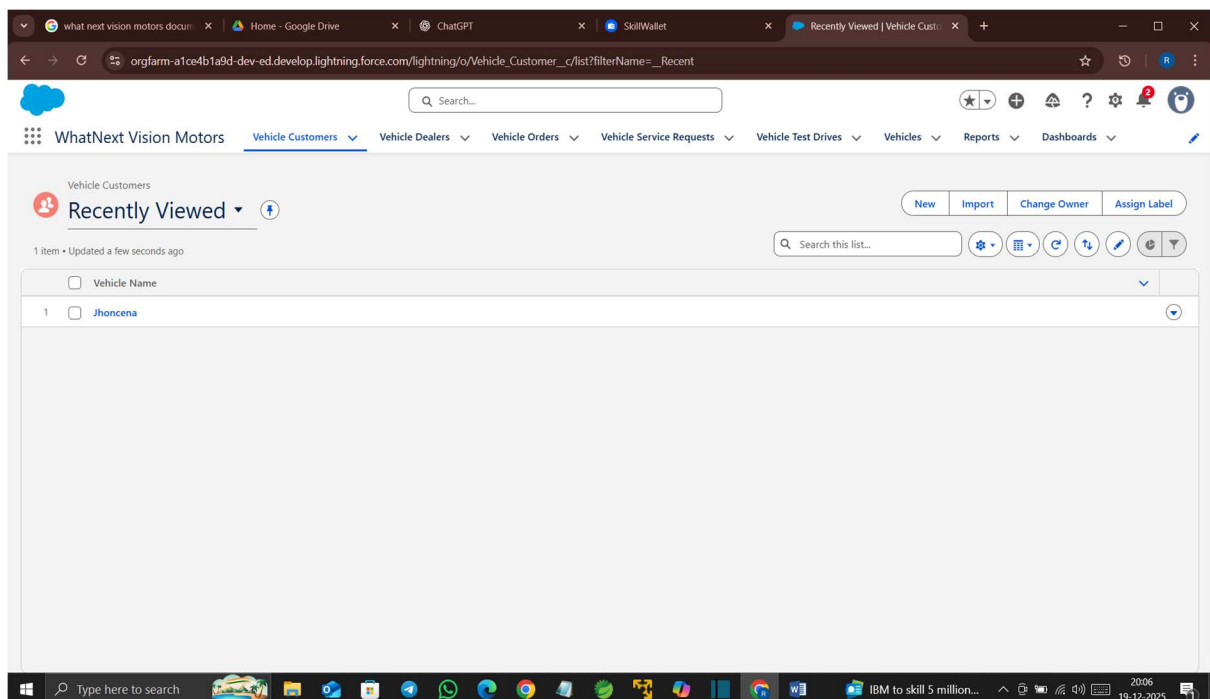 what next vision motors docum
Home - Google Drive
ChatGPT
SkillWallet
Recently Viewed | Vehicle Custo
orgfarm-a1ce4b1a9d-dev-ed.develop.lightning.force.com/lightning/o/Vehicle_Customer__c/list?filterName=__Recent
R
Search...
2
WhatNext Vision Motors
Vehicle Customers
Vehicle Dealers
Vehicle Orders
Vehicle Service Requests
Vehicle Test Drives
Vehicles
Reports
Dashboards
Vehicle Customers
Recently Viewed
New
Import
Change Owner
Assign Label
1 item • Updated a few seconds ago
Search this list...
Vehicle Name
1
Jhoncena
Type here to search
IBM to skill 5 million...
20:06
19-12-2025